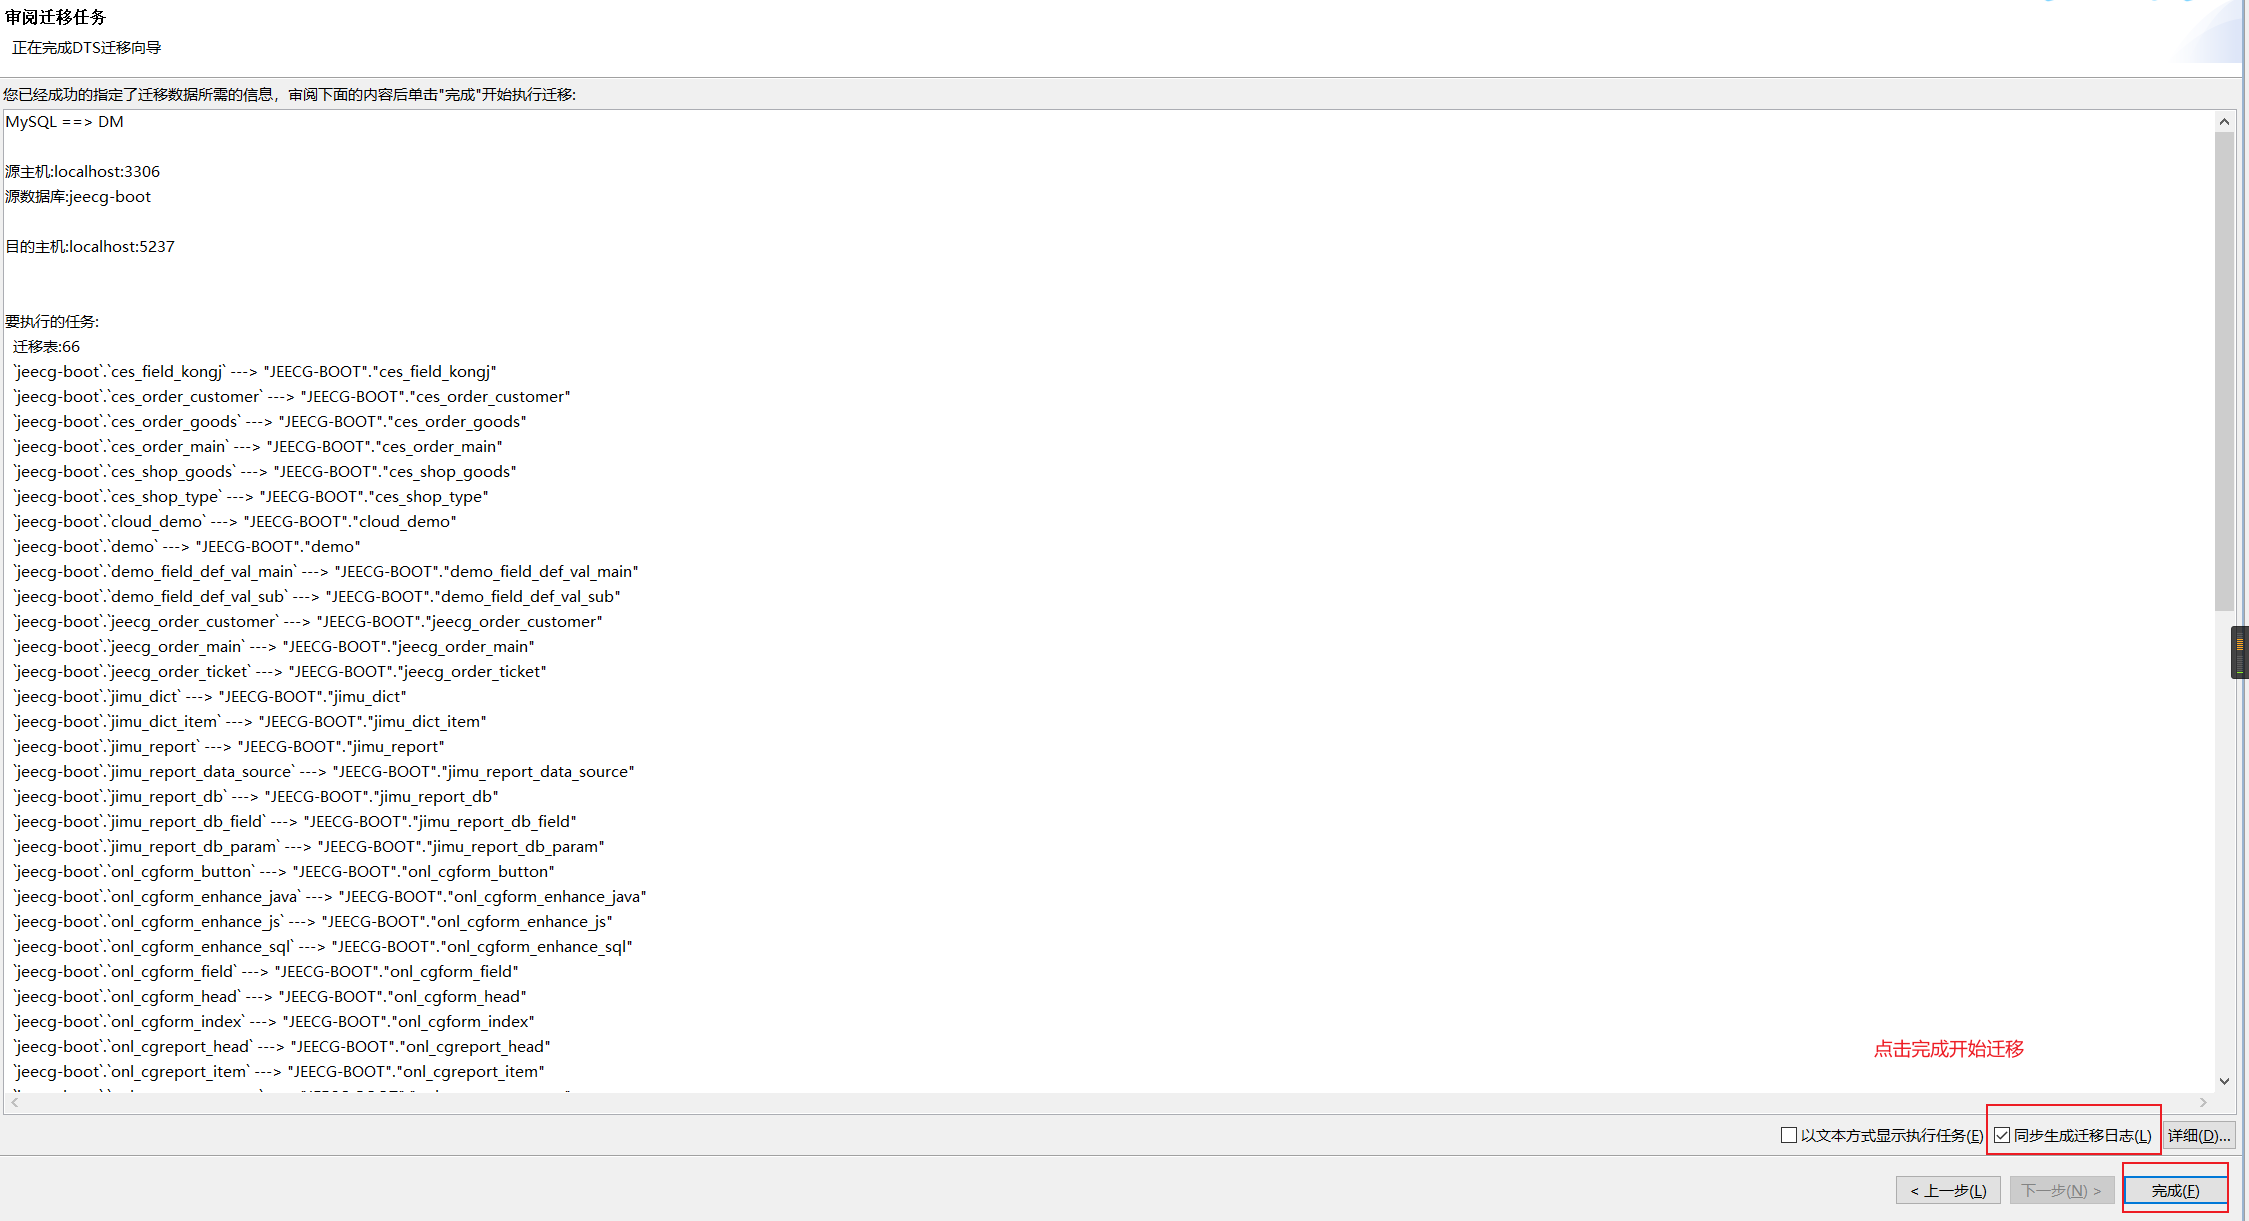 审阅迁移任务
正在完成DTS迁移向导
您已经成功的指定了迁移数据所需的信息，审阅下面的内容后单击"完成"开始执行迁移:
MySQL ==> DM
源主机:localhost:3306
源数据库:jeecg-boot
目的主机:localhost:5237
要执行的任务:
迁移表:66
`jeecg-boot`.`ces_field_kongj` ---> "JEECG-BOOT"."ces_field_kongj"
`jeecg-boot`.`ces_order_customer` ---> "JEECG-BOOT"."ces_order_customer"
`jeecg-boot`.`ces_order_goods` ---> "JEECG-BOOT"."ces_order_goods"
`jeecg-boot`.`ces_order_main` ---> "JEECG-BOOT"."ces_order_main"
`jeecg-boot`.`ces_shop_goods` ---> "JEECG-BOOT"."ces_shop_goods"
`jeecg-boot`.`ces_shop_type` ---> "JEECG-BOOT"."ces_shop_type"
`jeecg-boot`.`cloud_demo` ---> "JEECG-BOOT"."cloud_demo"
`jeecg-boot`.`demo` ---> "JEECG-BOOT"."demo"
`jeecg-boot`.`demo_field_def_val_main` ---> "JEECG-BOOT"."demo_field_def_val_main"
`jeecg-boot`.`demo_field_def_val_sub` ---> "JEECG-BOOT"."demo_field_def_val_sub"
`jeecg-boot`.`jeecg_order_customer` ---> "JEECG-BOOT"."jeecg_order_customer"
`jeecg-boot`.`jeecg_order_main` ---> "JEECG-BOOT"."jeecg_order_main"
`jeecg-boot`.`jeecg_order_ticket` ---> "JEECG-BOOT"."jeecg_order_ticket"
`jeecg-boot`.`jimu_dict` ---> "JEECG-BOOT"."jimu_dict"
`jeecg-boot`.`jimu_dict_item` ---> "JEECG-BOOT"."jimu_dict_item"
`jeecg-boot`.`jimu_report` ---> "JEECG-BOOT"."jimu_report"
`jeecg-boot`.`jimu_report_data_source` ---> "JEECG-BOOT"."jimu_report_data_source"
`jeecg-boot`.`jimu_report_db` ---> "JEECG-BOOT"."jimu_report_db"
`jeecg-boot`.`jimu_report_db_field` ---> "JEECG-BOOT"."jimu_report_db_field"
`jeecg-boot`.`jimu_report_db_param` ---> "JEECG-BOOT"."jimu_report_db_param"
`jeecg-boot`.`onl_cgform_button` ---> "JEECG-BOOT"."onl_cgform_button"
`jeecg-boot`.`onl_cgform_enhance_java` ---> "JEECG-BOOT"."onl_cgform_enhance_java"
`jeecg-boot`.`onl_cgform_enhance_js` ---> "JEECG-BOOT"."onl_cgform_enhance_js"
`jeecg-boot`.`onl_cgform_enhance_sql` ---> "JEECG-BOOT"."onl_cgform_enhance_sql"
`jeecg-boot`.`onl_cgform_field` ---> "JEECG-BOOT"."onl_cgform_field"
`jeecg-boot`.`onl_cgform_head` ---> "JEECG-BOOT"."onl_cgform_head"
`jeecg-boot`.`onl_cgform_index` ---> "JEECG-BOOT"."onl_cgform_index"
`jeecg-boot`.`onl_cgreport_head` ---> "JEECG-BOOT"."onl_cgreport_head"
`jeecg-boot`.`onl_cgreport_item` ---> "JEECG-BOOT"."onl_cgreport_item"
点击完成开始迁移
以文本方式显示执行任务(E) 同步生成迁移日志(L) 详细(D)...
< 上一步(L) 下一步(N) > 完成(F)